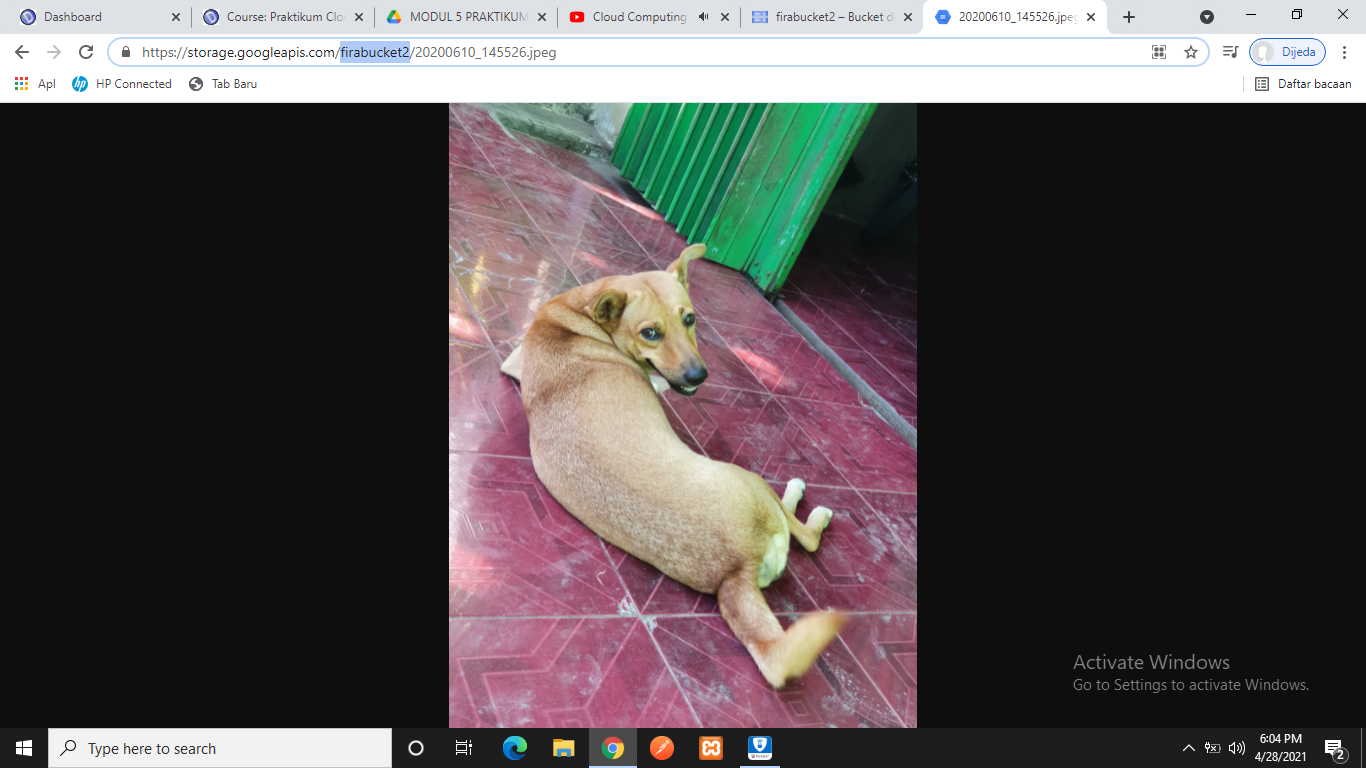 Dashboard
Course: Praktikum Clo
MODUL 5 PRAKTIKUM
Cloud Computing
firabucket2 – Bucket d
20200610_145526.jpeg
https://storage.googleapis.com/firabucket2/20200610_145526.jpeg
Dijeda
Apl
HP Connected
Tab Baru
Daftar bacaan
Activate Windows
Go to Settings to activate Windows.
Type here to search
6:04 PM
4/28/2021
2